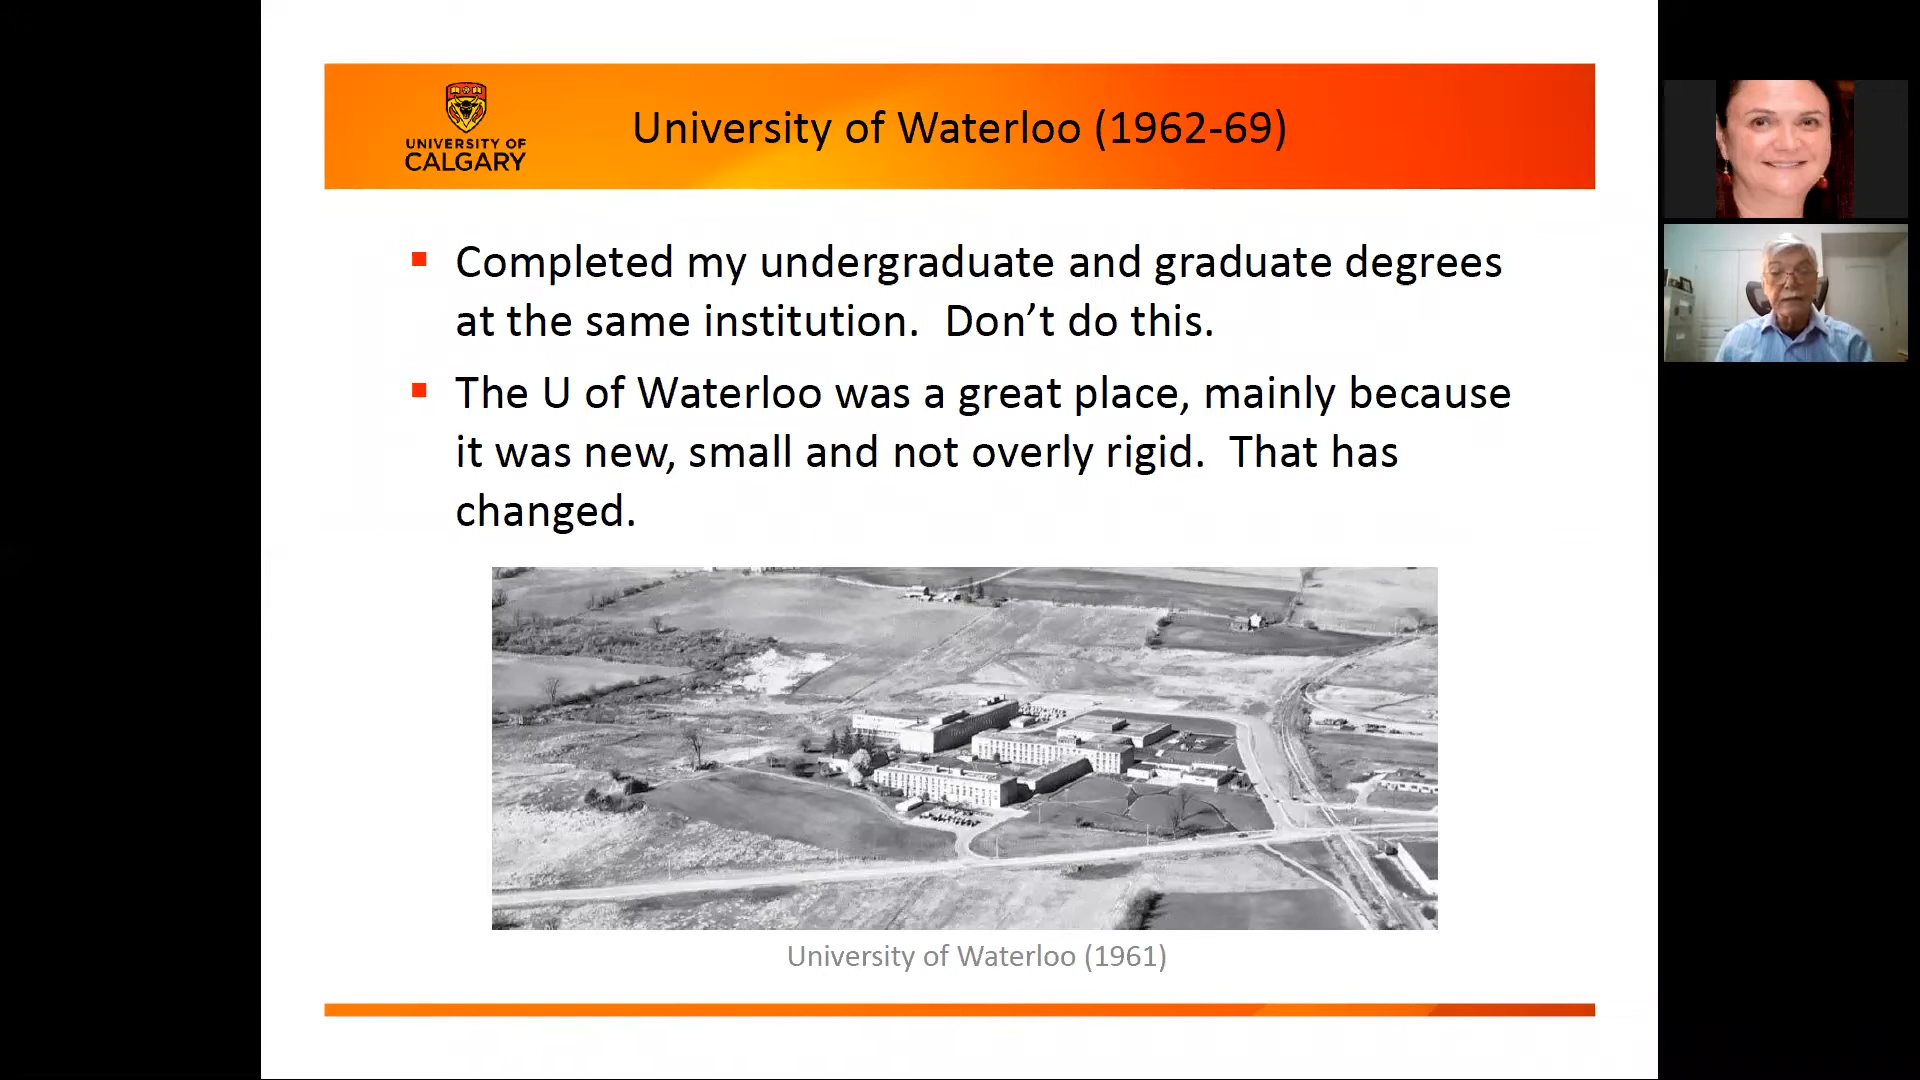 UNIVERSITY OF
CALGARY
University of Waterloo (1962-69)
▪ Completed my undergraduate and graduate degrees
at the same institution.  Don’t do this.
▪ The U of Waterloo was a great place, mainly because
it was new, small and not overly rigid.  That has
changed.
University of Waterloo (1961)